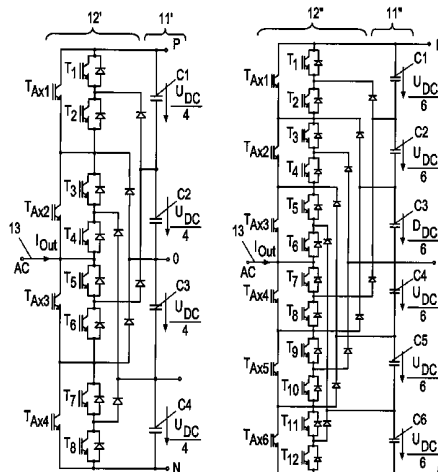 12' 11'
P
T1
C1
UDC
4
TAx1
T2
T3
C2
UDC
4
TAx2
T4
13
IOut
AC
0
T5
TAx3
T6
C3
UDC
4
T7
C4
UDC
4
TAx4
T8
N
12" 11"
T1
C1
UDC
6
TAx1
T2
T3
C2
UDC
6
TAx2
T4
T5
C3
DDC
6
TAx3
T6
13
IOut
AC
T7
C4
UDC
6
TAx4
T8
T9
C5
UDC
6
TAx5
T10
T11
C6
UDC
6
TAx6
T12